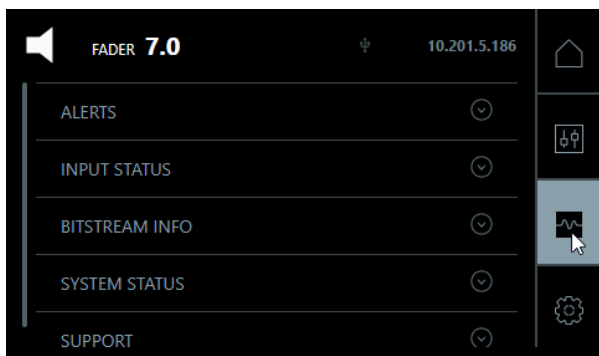 FADER 7.0 10.201.5.186
ALERTS
INPUT STATUS
BITSTREAM INFO
SYSTEM STATUS
SUPPORT